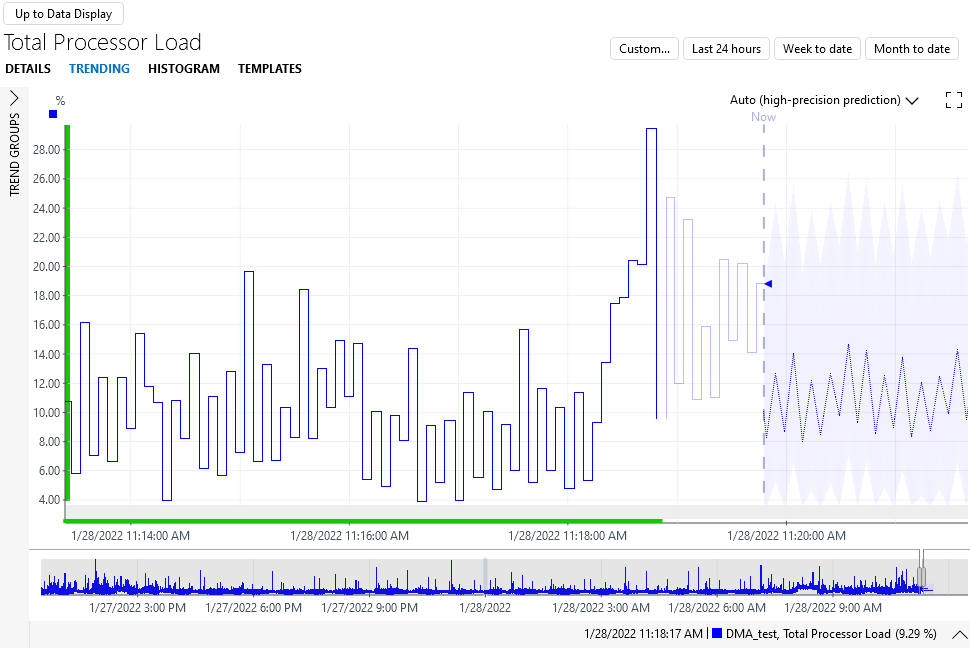 Up to Data Display
Total Processor Load
Custom... Last 24 hours Week to date Month to date
DETAILS TRENDING HISTOGRAM TEMPLATES
TREND GROUPS
%
Auto (high-precision prediction)
Now
28.00
26.00
24.00
22.00
20.00
18.00
16.00
14.00
12.00
10.00
8.00
6.00
4.00
1/28/2022 11:14:00 AM 1/28/2022 11:16:00 AM 1/28/2022 11:18:00 AM 1/28/2022 11:20:00 AM
1/27/2022 3:00 PM 1/27/2022 6:00 PM 1/27/2022 9:00 PM 1/28/2022 1/28/2022 3:00 AM 1/28/2022 6:00 AM 1/28/2022 9:00 AM
1/28/2022 11:18:17 AM DMA_test, Total Processor Load (9.29 %)